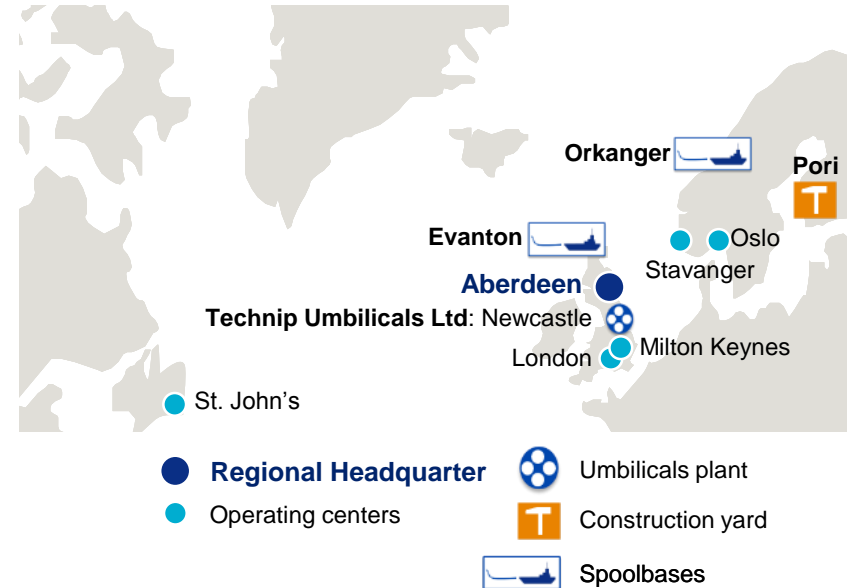 Orkanger
Pori
Evanton
Oslo
Stavanger
Aberdeen
Technip Umbilicals Ltd: Newcastle
Milton Keynes
London
St. John’s
Regional Headquarter
Umbilicals plant
Operating centers
Construction yard
Spoolbases